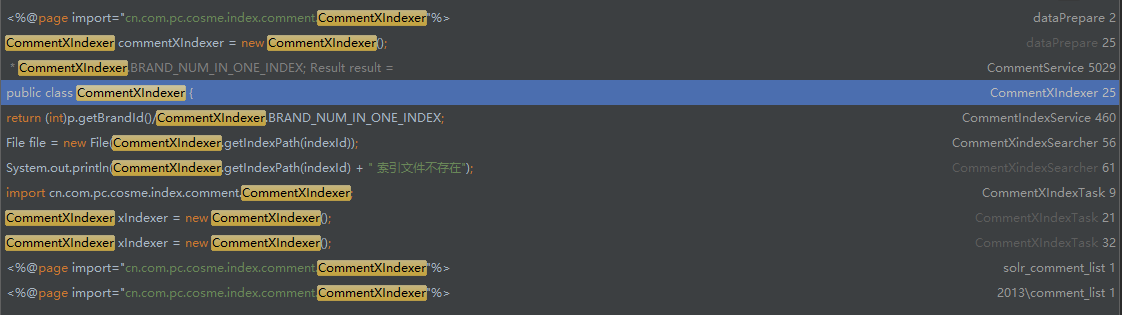 <%@page import="cn.com.pc.cosme.index.comment.CommentXIndexer"%> dataPrepare 2
CommentXIndexer commentXIndexer = new CommentXIndexer(); dataPrepare 25
* CommentXIndexer.BRAND_NUM_IN_ONE_INDEX; Result result = CommentService 5029
public class CommentXIndexer { CommentXIndexer 25
return (int)p.getBrandId()/CommentXIndexer.BRAND_NUM_IN_ONE_INDEX; CommentIndexService 460
File file = new File(CommentXIndexer.getIndexPath(indexId)); CommentXindexSearcher 56
System.out.println(CommentXIndexer.getIndexPath(indexId) + " 索引文件不存在"); CommentXindexSearcher 61
import cn.com.pc.cosme.index.comment.CommentXIndexer; CommentXIndexTask 9
CommentXIndexer xIndexer = new CommentXIndexer(); CommentXIndexTask 21
CommentXIndexer xIndexer = new CommentXIndexer(); CommentXIndexTask 32
<%@page import="cn.com.pc.cosme.index.comment.CommentXIndexer"%> solr_comment_list 1
<%@page import="cn.com.pc.cosme.index.comment.CommentXIndexer"%> 2013\comment_list 1